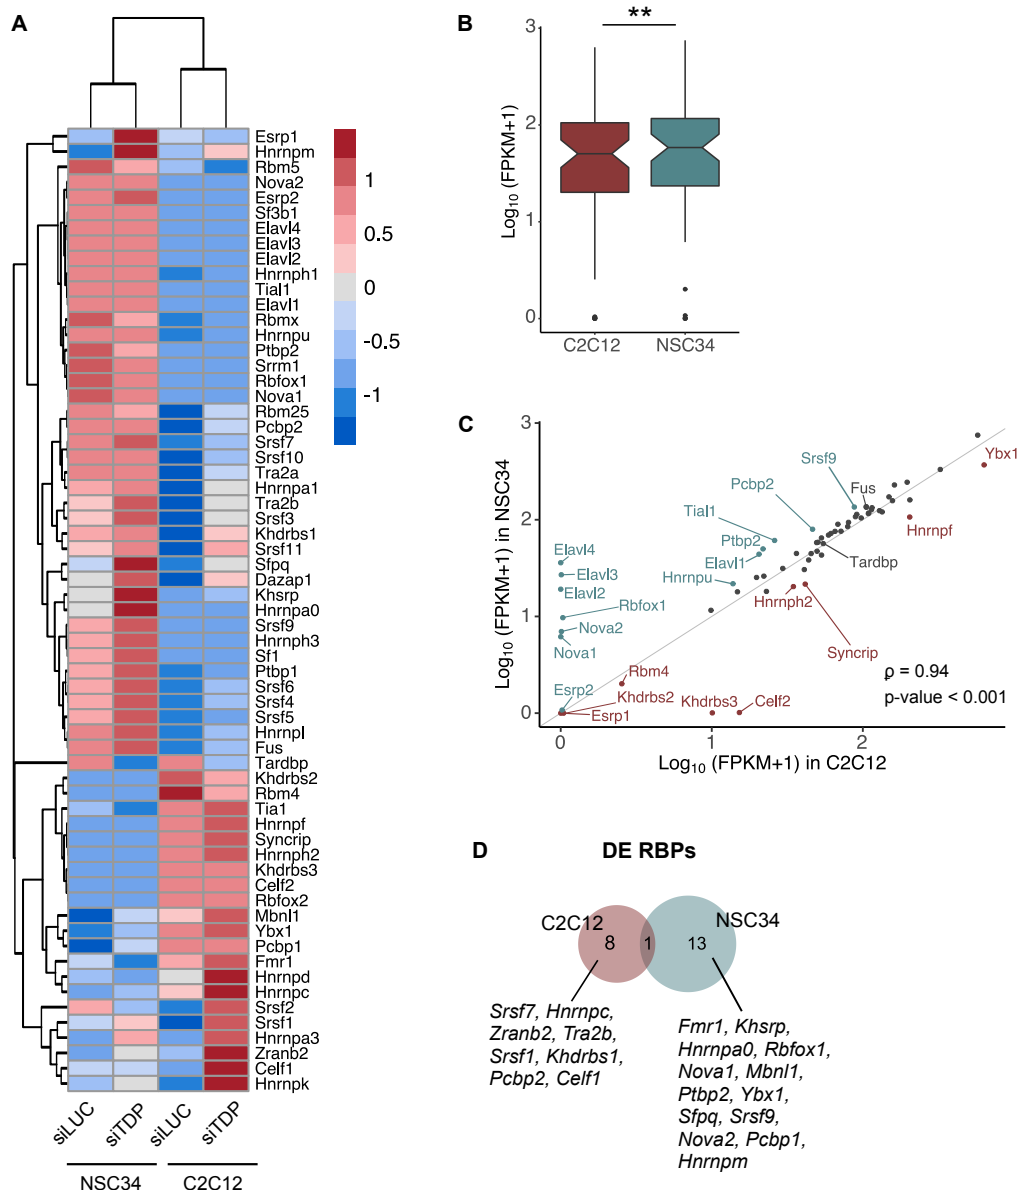 A
Esrp1
Hnrnpm
Rbm5
Nova2
Esrp2
Sf3b1
Elavl4
Elavl3
Elavl2
Hnrnph1
Tial1
Elavl1
Rbmx
Hnrnpu
Ptbp2
Srrm1
Rbfox1
Nova1
Rbm25
Pcbp2
Srsf7
Srsf10
Tra2a
Hnrnpa1
Tra2b
Srsf3
Khdrbs1
Srsf11
Sfpq
Dazap1
Khsrp
Hnrnpa0
Srsf9
Hnrnph3
Sf1
Ptbp1
Srsf6
Srsf4
Srsf5
Hnrnpl
Fus
Tardbp
Khdrbs2
Rbm4
Tia1
Hnrnpf
Syncrip
Hnrnph2
Khdrbs3
Celf2
Rbfox2
Mbnl1
Ybx1
Pcbp1
Fmr1
Hnrnpd
Hnrnpc
Srsf2
Srsf1
Hnrnpa3
Zranb2
Celf1
Hnrnpk
1
0.5
0
-0.5
-1
siLUC
siTDP
siLUC
siTDP
NSC34
C2C12
B
**
Log10 (FPKM+1)
3
2
1
0
C2C12
NSC34
C
Log10 (FPKM+1) in NSC34
3
2
1
0
Ybx1
Srsf9
Pcbp2
Fus
Tial1
Hnrnpf
Ptbp2
Elavl4
Elavl1
Tardbp
Elavl3
Hnrnpu
Elavl2
Hnrnph2
Rbfox1
Nova2
Nova1
Syncrip
Rbm4
Esrp2
Khdrbs2
Khdrbs3
Celf2
Esrp1
ρ = 0.94
p-value < 0.001
0
1
2
Log10 (FPKM+1) in C2C12
D
DE RBPs
C2C12
NSC34
8
1
13
Srsf7, Hnrnpc,
Zranb2, Tra2b,
Srsf1, Khdrbs1,
Pcbp2, Celf1
Fmr1, Khsrp,
Hnrnpa0, Rbfox1,
Nova1, Mbnl1,
Ptbp2, Ybx1,
Sfpq, Srsf9,
Nova2, Pcbp1,
Hnrnpm